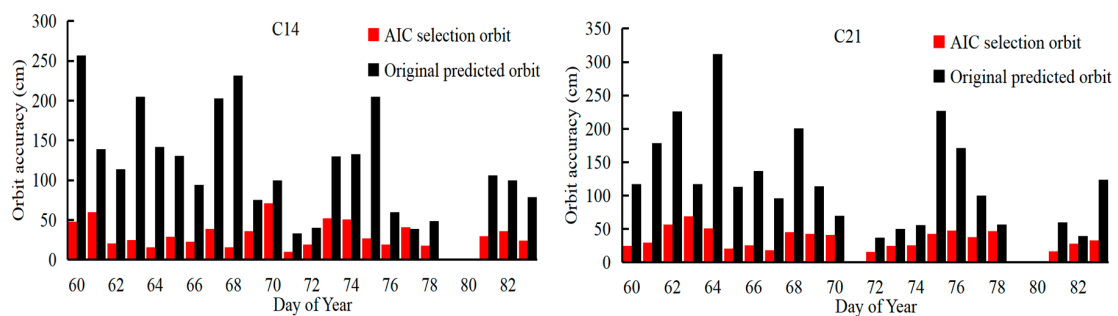 C14
AIC selection orbit
Original predicted orbit
Orbit accuracy (cm)
300
250
200
150
100
50
0
60 62 64 66 68 70 72 74 76 78 80 82
Day of Year
C21
AIC selection orbit
Original predicted orbit
Orbit accuracy (cm)
350
300
250
200
150
100
50
0
60 62 64 66 68 70 72 74 76 78 80 82
Day of Year